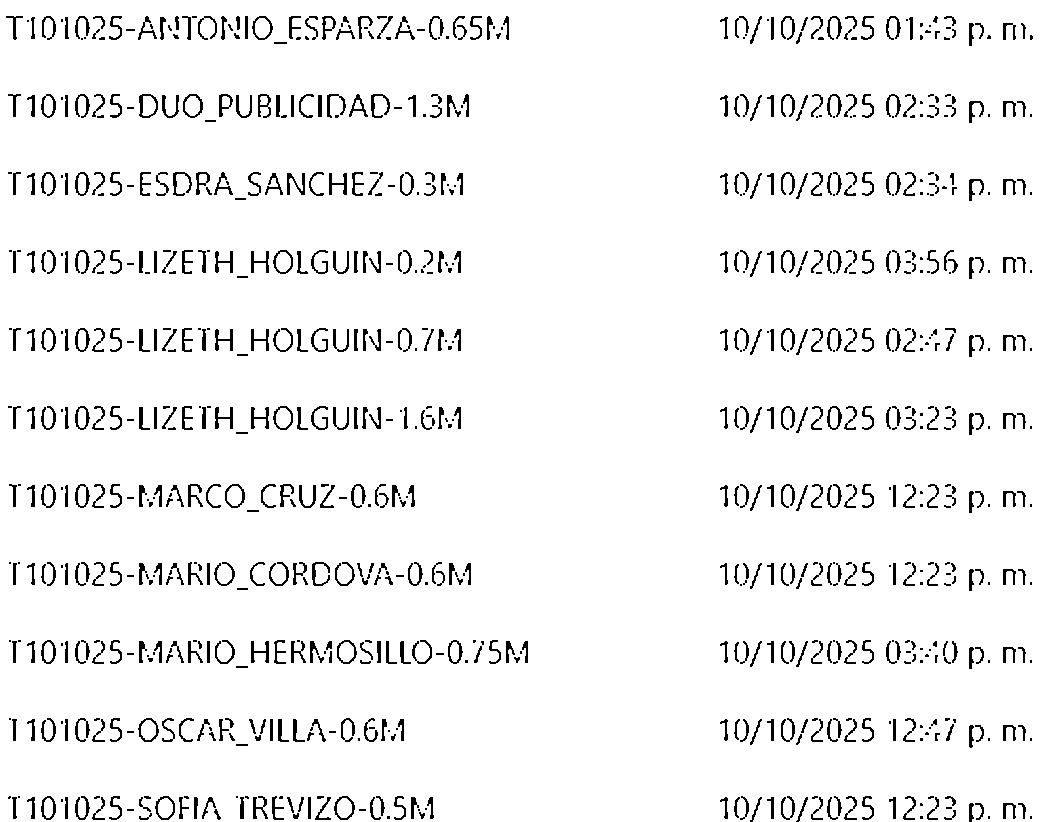 T101025-ANTONIO_ESPARZA-0.65M 10/10/2025 01:43 p. m.
T101025-DUO_PUBLICIDAD-1.3M 10/10/2025 02:33 p. m.
T101025-ESDRA_SANCHEZ-0.3M 10/10/2025 02:34 p. m.
T101025-LIZETH_HOLGUIN-0.2M 10/10/2025 03:56 p. m.
T101025-LIZETH_HOLGUIN-0.7M 10/10/2025 02:47 p. m.
T101025-LIZETH_HOLGUIN-1.6M 10/10/2025 03:23 p. m.
T101025-MARCO_CRUZ-0.6M 10/10/2025 12:23 p. m.
T101025-MARIO_CORDOVA-0.6M 10/10/2025 12:23 p. m.
T101025-MARIO_HERMOSILLO-0.75M 10/10/2025 03:40 p. m.
T101025-OSCAR_VILLA-0.6M 10/10/2025 12:47 p. m.
T101025-SOFIA_TREVIZO-0.5M 10/10/2025 12:23 p. m.